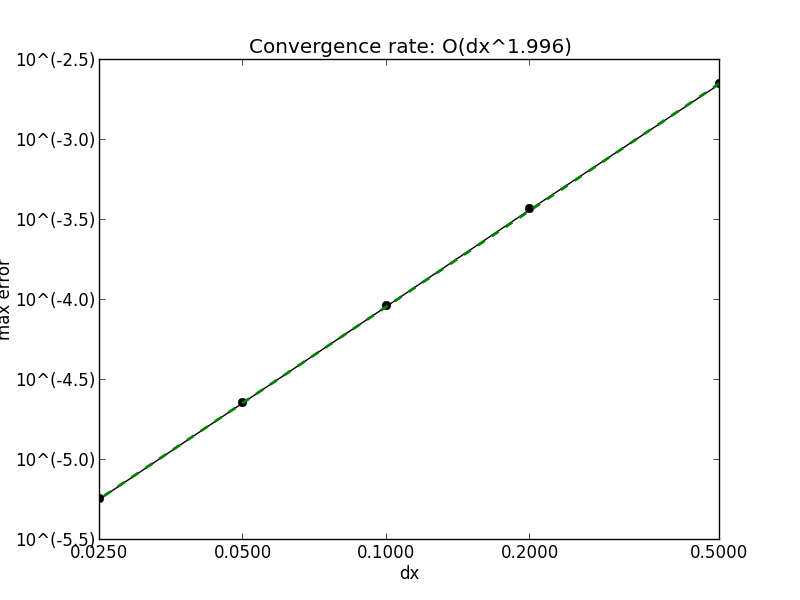 Convergence rate: O(dx^1.996)
10^(-2.5)
10^(-3.0)
10^(-3.5)
10^(-4.0)
max error
10^(-4.5)
10^(-5.0)
10^(-5.5)
0.0250 0.0500 0.1000 0.2000 0.5000
dx